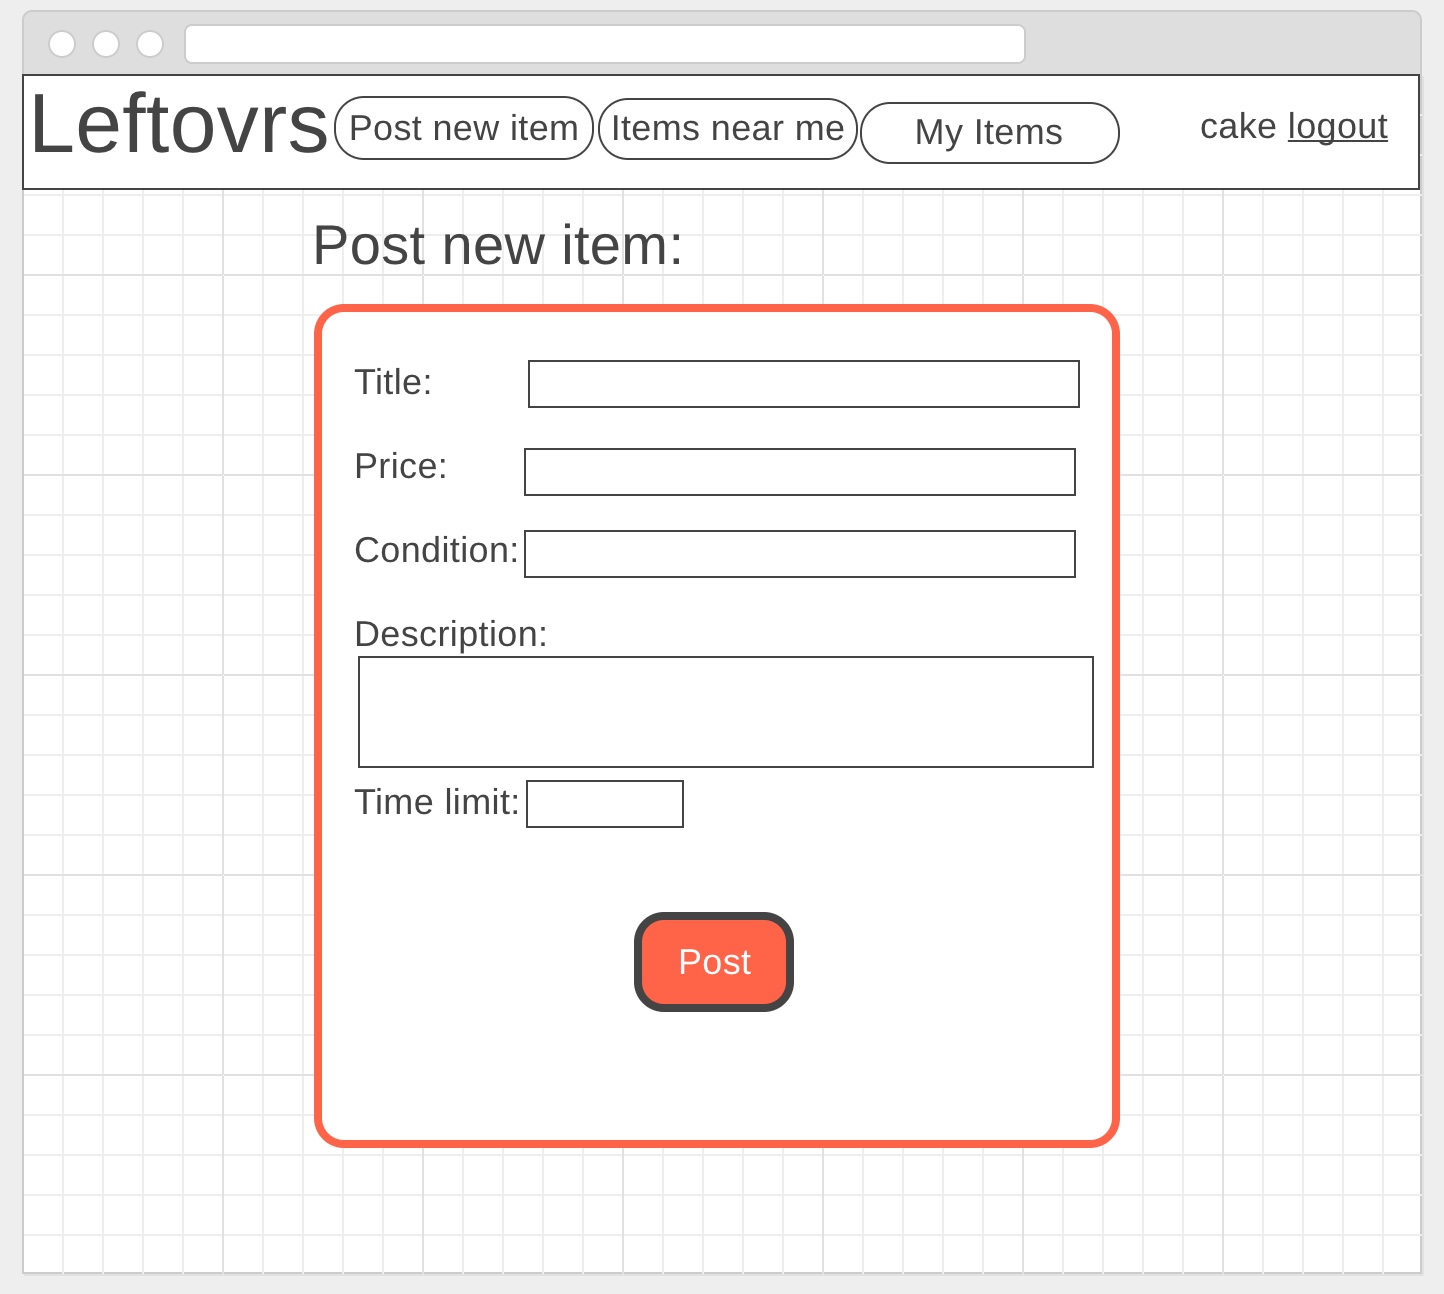 Leftovrs Post new item Items near me My Items cake logout
Post new item:
Title:
Price:
Condition:
Description:
Time limit:
Post